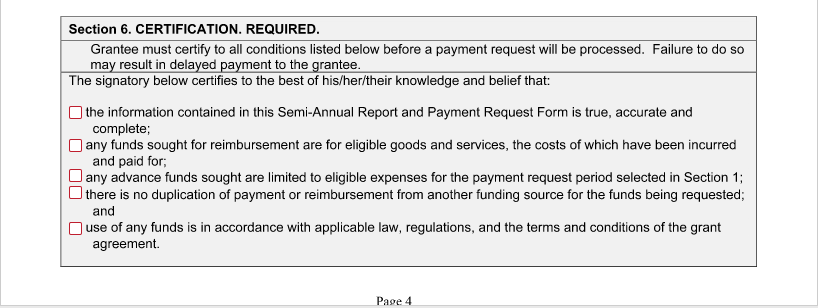 Section 6. CERTIFICATION. REQUIRED.
Grantee must certify to all conditions listed below before a payment request will be processed.  Failure to do so
may result in delayed payment to the grantee.
The signatory below certifies to the best of his/her/their knowledge and belief that:
the information contained in this Semi-Annual Report and Payment Request Form is true, accurate and
complete;
any funds sought for reimbursement are for eligible goods and services, the costs of which have been incurred
and paid for;
any advance funds sought are limited to eligible expenses for the payment request period selected in Section 1;
there is no duplication of payment or reimbursement from another funding source for the funds being requested;
and
use of any funds is in accordance with applicable law, regulations, and the terms and conditions of the grant
agreement.
Page 4